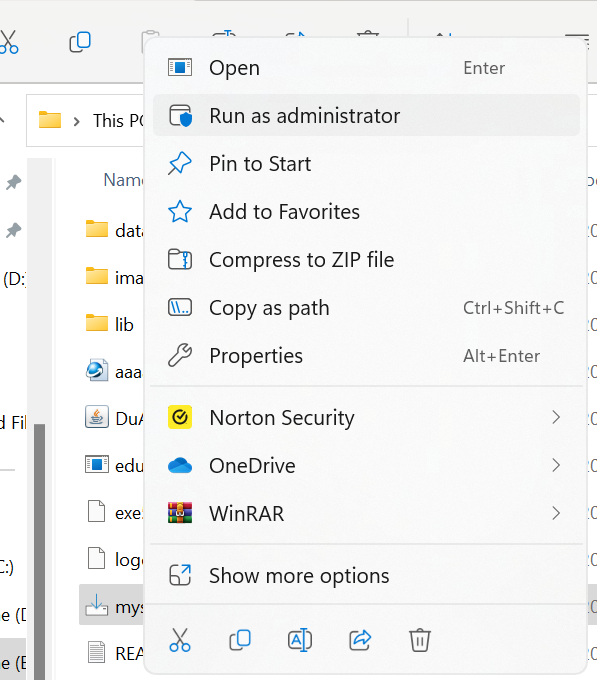 Open Enter
This P
Run as administrator
Name
Pin to Start
data
Add to Favorites
(D:
ima
Compress to ZIP file
lib
Copy as path Ctrl+Shift+C
aaa
Properties Alt+Enter
DuA
d Fil
Norton Security
edu
OneDrive
exe
WinRAR
C:)
logo
Show more options
mys
e (D
REA
e (E